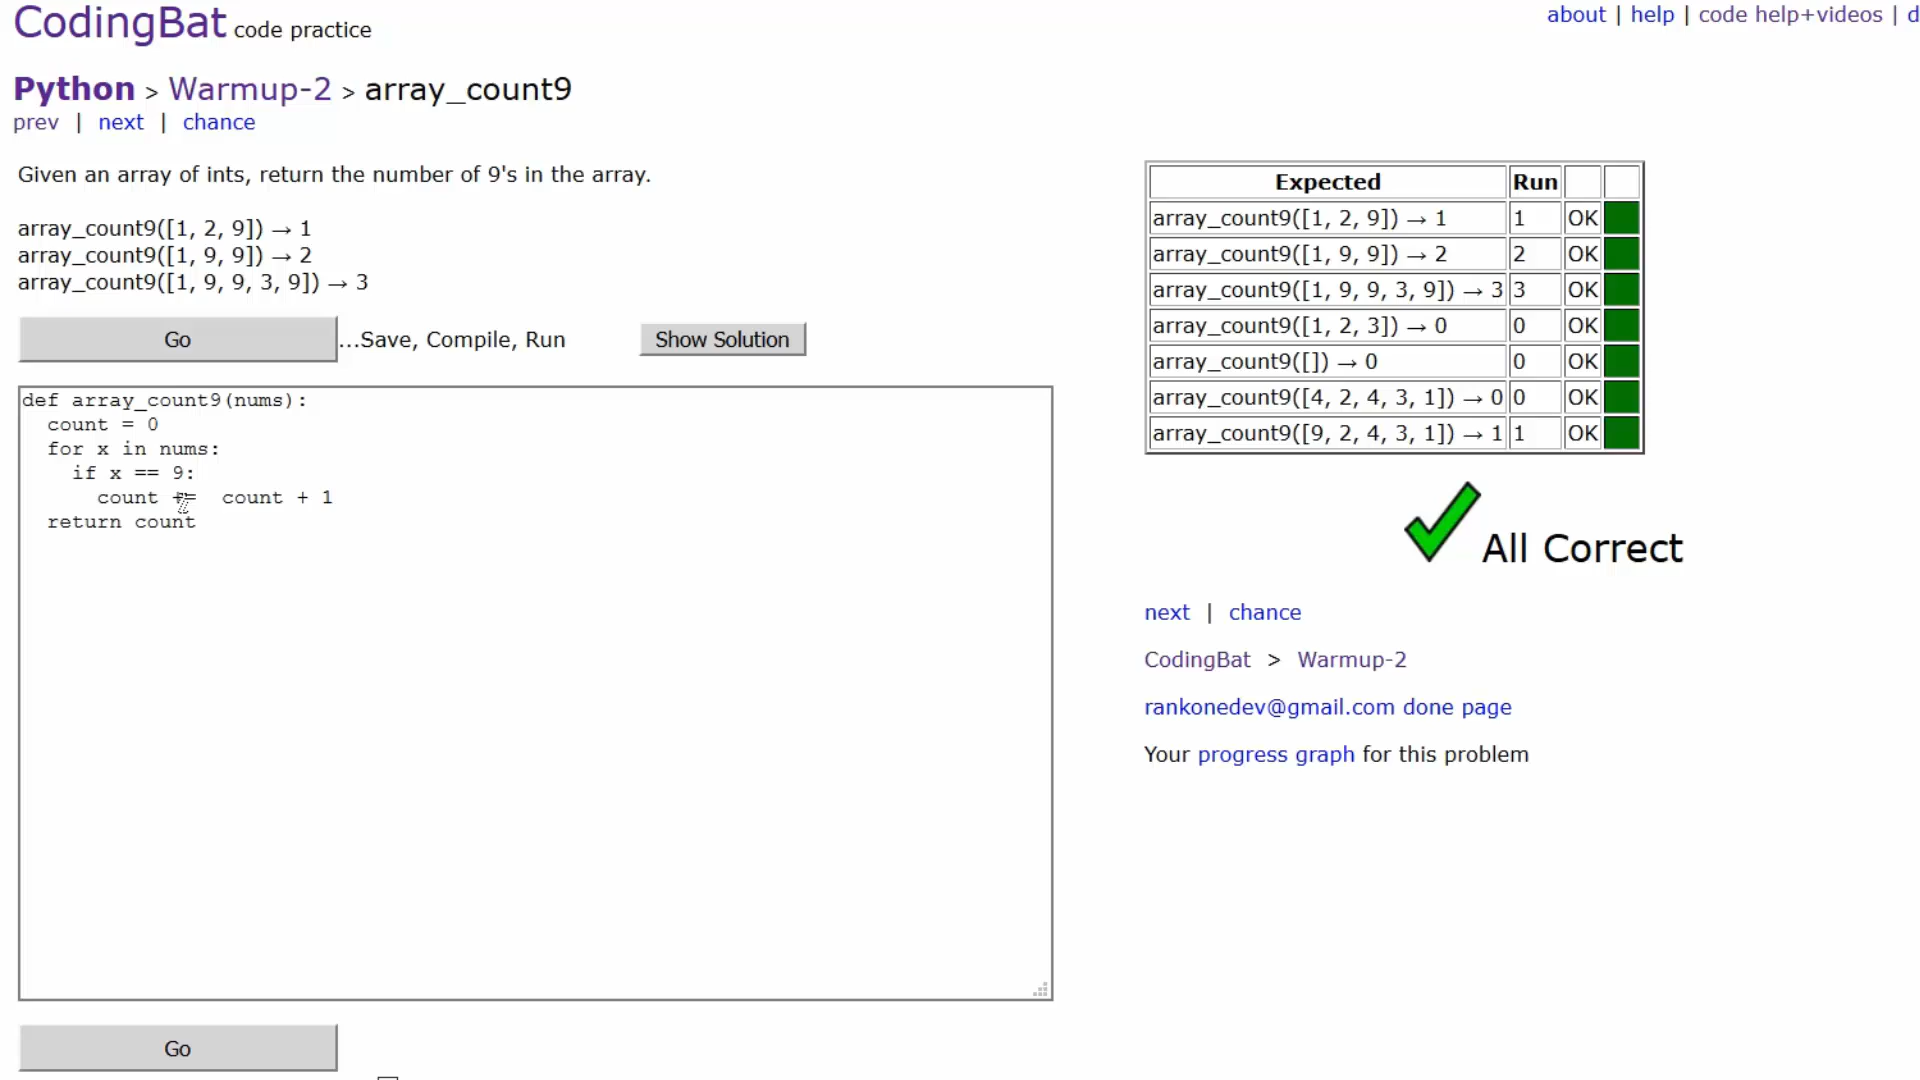 CodingBat code practice
about | help | code help+videos | d
Python > Warmup-2 > array_count9
prev | next | chance
Given an array of ints, return the number of 9's in the array.
array_count9([1, 2, 9]) → 1
array_count9([1, 9, 9]) → 2
array_count9([1, 9, 9, 3, 9]) → 3
Go ...Save, Compile, Run Show Solution
def array_count9(nums):
  count = 0
  for x in nums:
    if x == 9:
      count += count + 1
  return count
Go
Expected Run
array_count9([1, 2, 9]) → 1 1 OK
array_count9([1, 9, 9]) → 2 2 OK
array_count9([1, 9, 9, 3, 9]) → 3 3 OK
array_count9([1, 2, 3]) → 0 0 OK
array_count9([]) → 0 0 OK
array_count9([4, 2, 4, 3, 1]) → 0 0 OK
array_count9([9, 2, 4, 3, 1]) → 1 1 OK
All Correct
next | chance
CodingBat > Warmup-2
rankonedev@gmail.com done page
Your progress graph for this problem